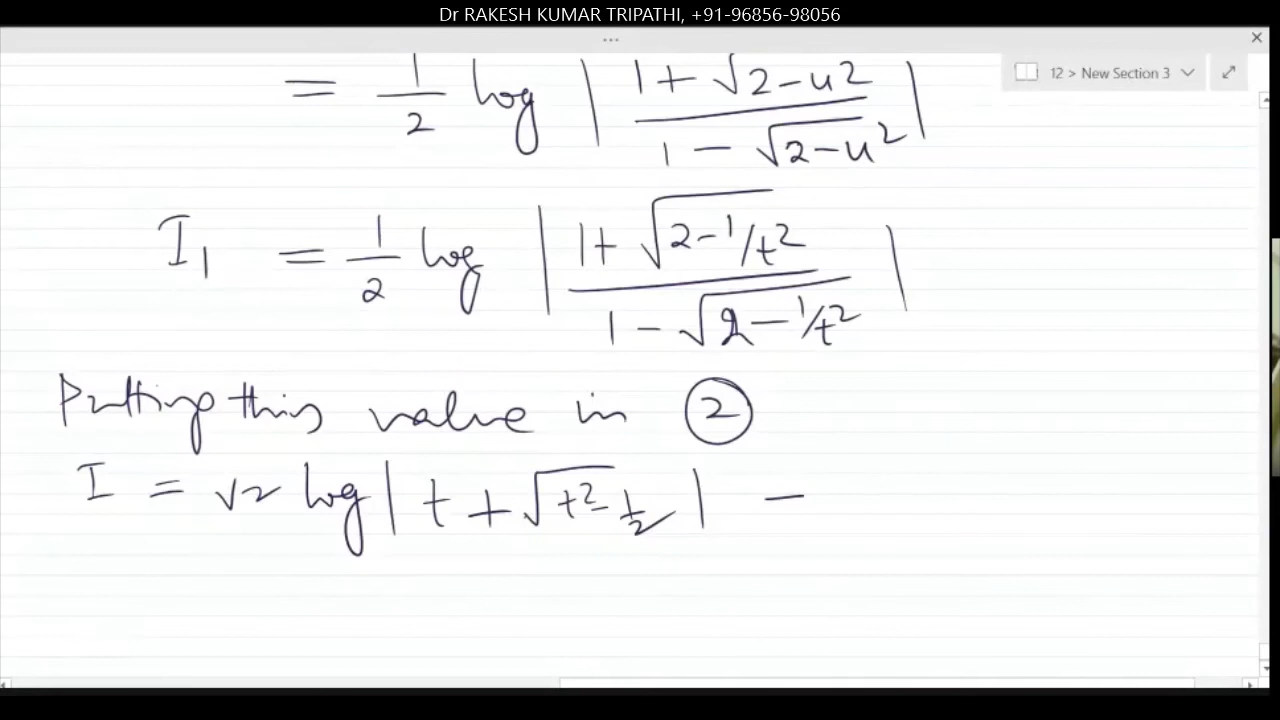 Dr RAKESH KUMAR TRIPATHI, +91-96856-98056
...
12 > New Section 3
= 1/2 log | (1 + √(2-u²)) / (1 - √(2-u²)) |
I₁ = 1/2 log | (1 + √(2-1/t²)) / (1 - √(2-1/t²)) |
Putting this value in ②
I = √2 log | t + √(t²-1/2) | -